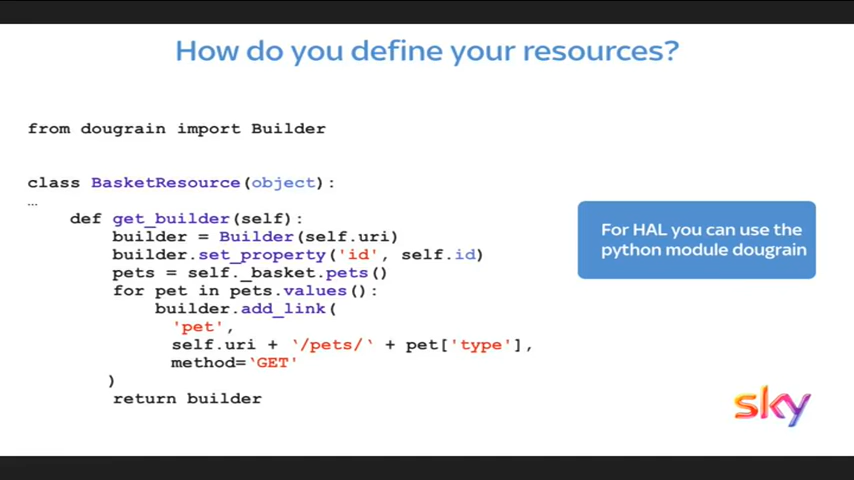 How do you define your resources?
from dougrain import Builder
class BasketResource(object):
…
def get_builder(self):
builder = Builder(self.uri)
builder.set_property('id', self.id)
pets = self._basket.pets()
for pet in pets.values():
builder.add_link(
'pet',
self.uri + ‘/pets/‘ + pet['type'],
method=‘GET'
)
return builder
For HAL you can use the
python module dougrain
sky